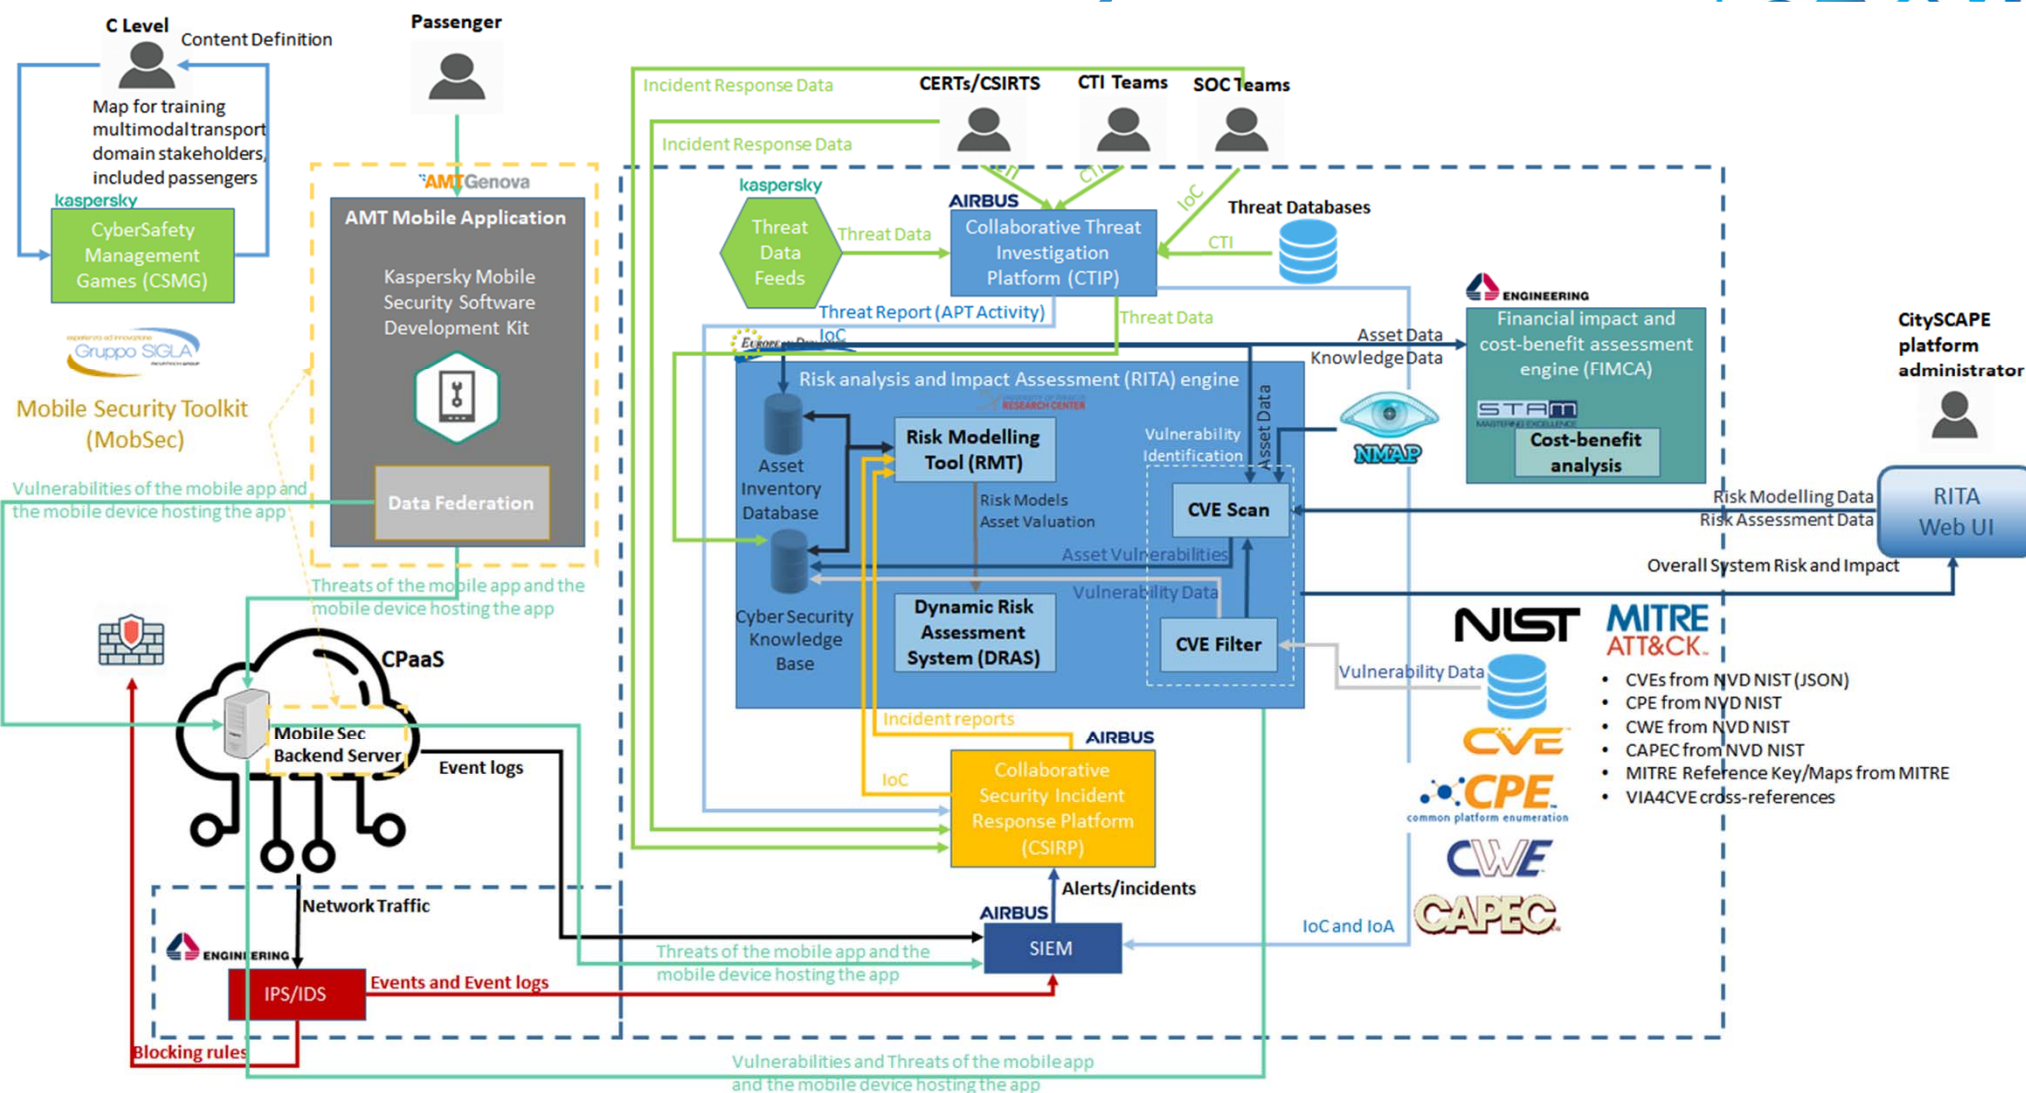 C Level
Content Definition
Map for training
multimodal transport
domain stakeholders,
included passengers
kaspersky
CyberSafety
Management
Games (CSMG)
esperienza ed innovazione
Gruppo SIGLA
Mobile Security Toolkit
(MobSec)
Passenger
AMTGenova
AMT Mobile Application
Kaspersky Mobile
Security Software
Development Kit
Data Federation
Vulnerabilities of the mobile app and
the mobile device hosting the app
Threats of the mobile app and the
mobile device hosting the app
CPaaS
Mobile Sec
Backend Server
Event logs
Network Traffic
ENGINEERING
IPS/IDS
Events and Event logs
Blocking rules
Incident Response Data
Incident Response Data
CERTs/CSIRTS
CTI Teams
SOC Teams
CTI
CTI
IoC
kaspersky
Threat
Data
Feeds
Threat Data
AIRBUS
Collaborative Threat
Investigation
Platform (CTIP)
Threat Databases
CTI
Threat Report (APT Activity)
IoC
Threat Data
Asset Data
Knowledge Data
ENGINEERING
Financial impact and
cost-benefit assessment
engine (FIMCA)
STAM
MASTERING EXCELLENCE
Cost-benefit
analysis
CitySCAPE
platform
administrator
RITA
Web UI
Risk Modelling Data
Risk Assessment Data
Overall System Risk and Impact
Risk analysis and Impact Assessment (RITA) engine
RESEARCH CENTER
Risk Modelling
Tool (RMT)
Asset
Inventory
Database
Risk Models
Asset Valuation
Vulnerability
Identification
Asset Data
NMAP
CVE Scan
Asset Vulnerabilities
Vulnerability Data
Cyber Security
Knowledge
Base
Dynamic Risk
Assessment
System (DRAS)
CVE Filter
Vulnerability Data
NIST
MITRE
ATT&CK
• CVEs from NVD NIST (JSON)
• CPE from NVD NIST
• CWE from NVD NIST
• CAPEC from NVD NIST
• MITRE Reference Key/Maps from MITRE
• VIA4CVE cross-references
CVE
CPE
common platform enumeration
CWE
CAPEC
Incident reports
IoC
AIRBUS
Collaborative
Security Incident
Response Platform
(CSIRP)
Alerts/incidents
AIRBUS
SIEM
IoC and IoA
Threats of the mobile app and the
mobile device hosting the app
Vulnerabilities and Threats of the mobile app
and the mobile device hosting the app